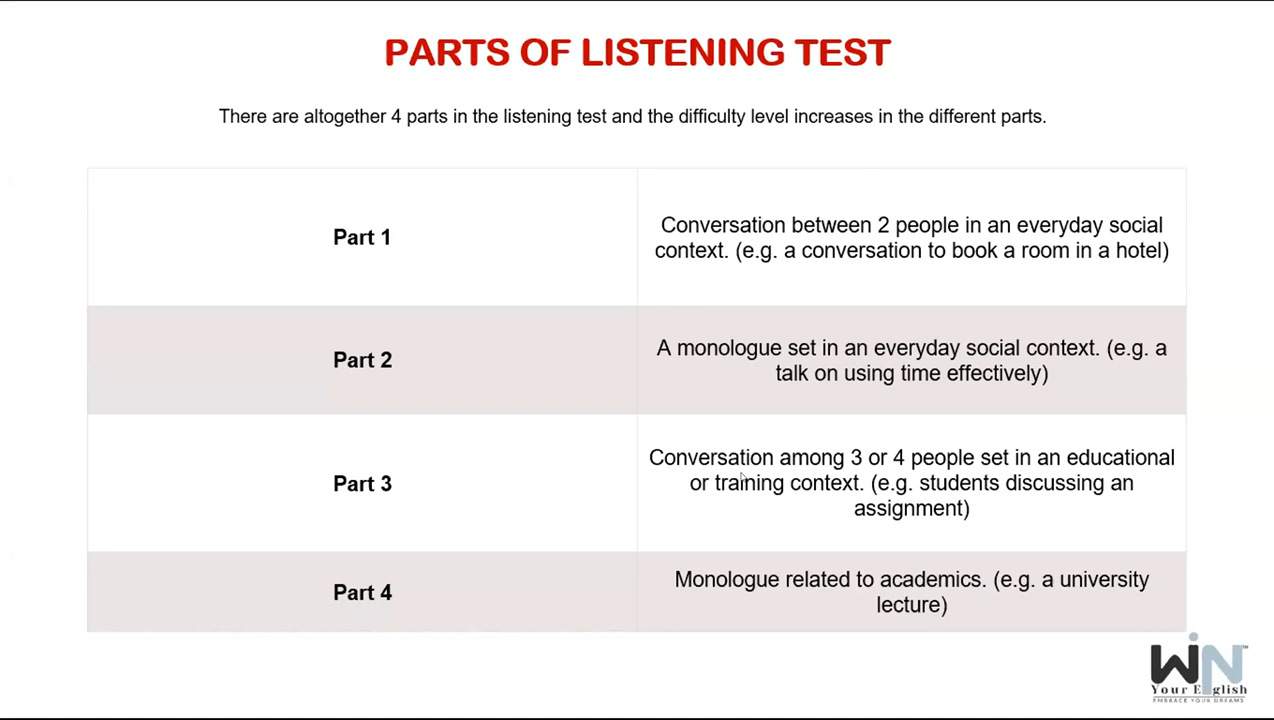 PARTS OF LISTENING TEST
There are altogether 4 parts in the listening test and the difficulty level increases in the different parts.
Part 1
Conversation between 2 people in an everyday social
context. (e.g. a conversation to book a room in a hotel)
Part 2
A monologue set in an everyday social context. (e.g. a
talk on using time effectively)
Part 3
Conversation among 3 or 4 people set in an educational
or training context. (e.g. students discussing an
assignment)
Part 4
Monologue related to academics. (e.g. a university
lecture)
WiN
Your English
EMBRACE YOUR DREAMS